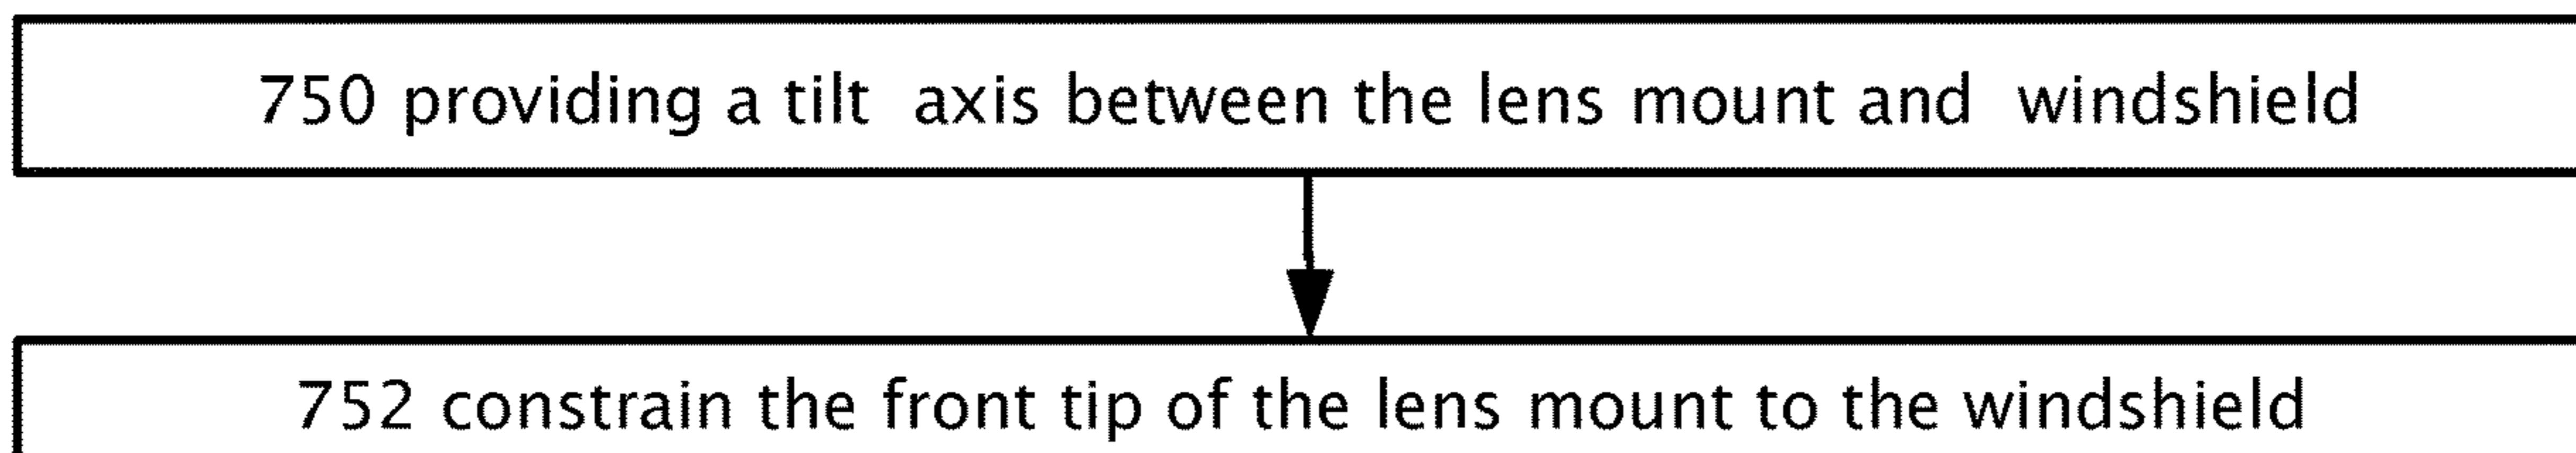 750 providing a tilt axis between the lens mount and windshield
752 constrain the front tip of the lens mount to the windshield